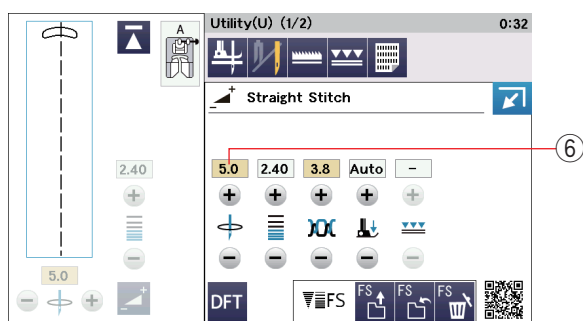 Utility(U) (1/2) 0:32
A
Straight Stitch
⑥
5.0 2.40 3.8 Auto –
2.40
5.0
DFT FS FS FS FS